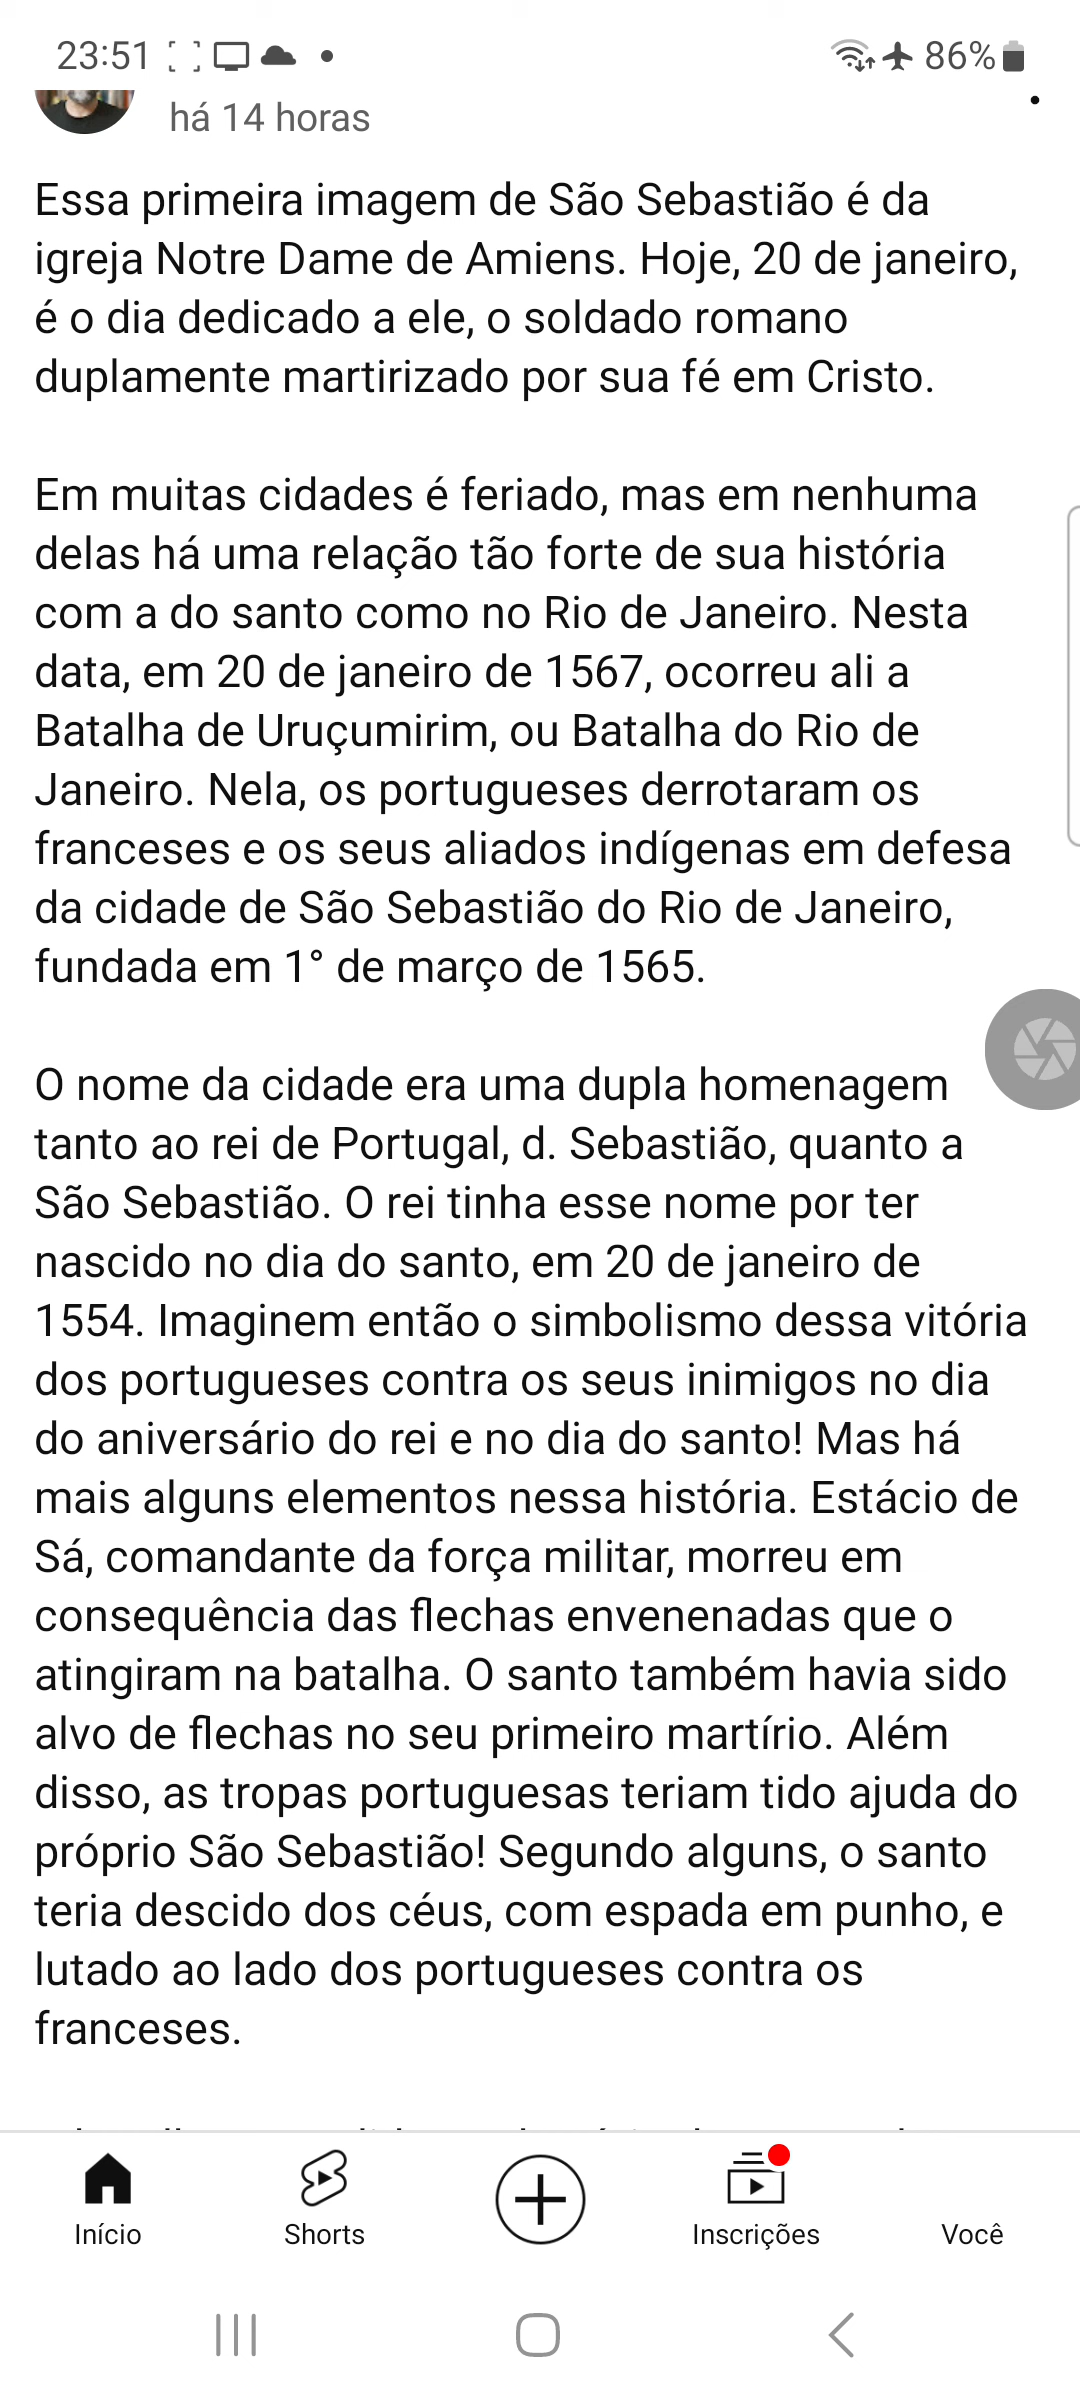 23:51
86%
há 14 horas
Essa primeira imagem de São Sebastião é da
igreja Notre Dame de Amiens. Hoje, 20 de janeiro,
é o dia dedicado a ele, o soldado romano
duplamente martirizado por sua fé em Cristo.
Em muitas cidades é feriado, mas em nenhuma
delas há uma relação tão forte de sua história
com a do santo como no Rio de Janeiro. Nesta
data, em 20 de janeiro de 1567, ocorreu ali a
Batalha de Uruçumirim, ou Batalha do Rio de
Janeiro. Nela, os portugueses derrotaram os
franceses e os seus aliados indígenas em defesa
da cidade de São Sebastião do Rio de Janeiro,
fundada em 1° de março de 1565.
O nome da cidade era uma dupla homenagem
tanto ao rei de Portugal, d. Sebastião, quanto a
São Sebastião. O rei tinha esse nome por ter
nascido no dia do santo, em 20 de janeiro de
1554. Imaginem então o simbolismo dessa vitória
dos portugueses contra os seus inimigos no dia
do aniversário do rei e no dia do santo! Mas há
mais alguns elementos nessa história. Estácio de
Sá, comandante da força militar, morreu em
consequência das flechas envenenadas que o
atingiram na batalha. O santo também havia sido
alvo de flechas no seu primeiro martírio. Além
disso, as tropas portuguesas teriam tido ajuda do
próprio São Sebastião! Segundo alguns, o santo
teria descido dos céus, com espada em punho, e
lutado ao lado dos portugueses contra os
franceses.
Início
Shorts
Inscrições
Você